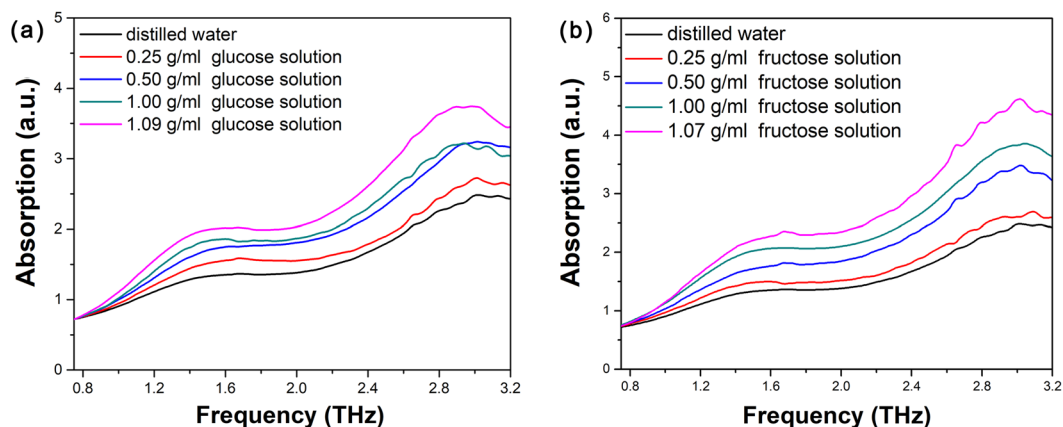 (a)
distilled water
0.25 g/ml glucose solution
0.50 g/ml glucose solution
1.00 g/ml glucose solution
1.09 g/ml glucose solution
5
4
3
2
1
0
Absorption (a.u.)
0.8 1.2 1.6 2.0 2.4 2.8 3.2
Frequency (THz)
(b)
distilled water
0.25 g/ml fructose solution
0.50 g/ml fructose solution
1.00 g/ml fructose solution
1.07 g/ml fructose solution
6
5
4
3
2
1
0
Absorption (a.u.)
0.8 1.2 1.6 2.0 2.4 2.8 3.2
Frequency (THz)